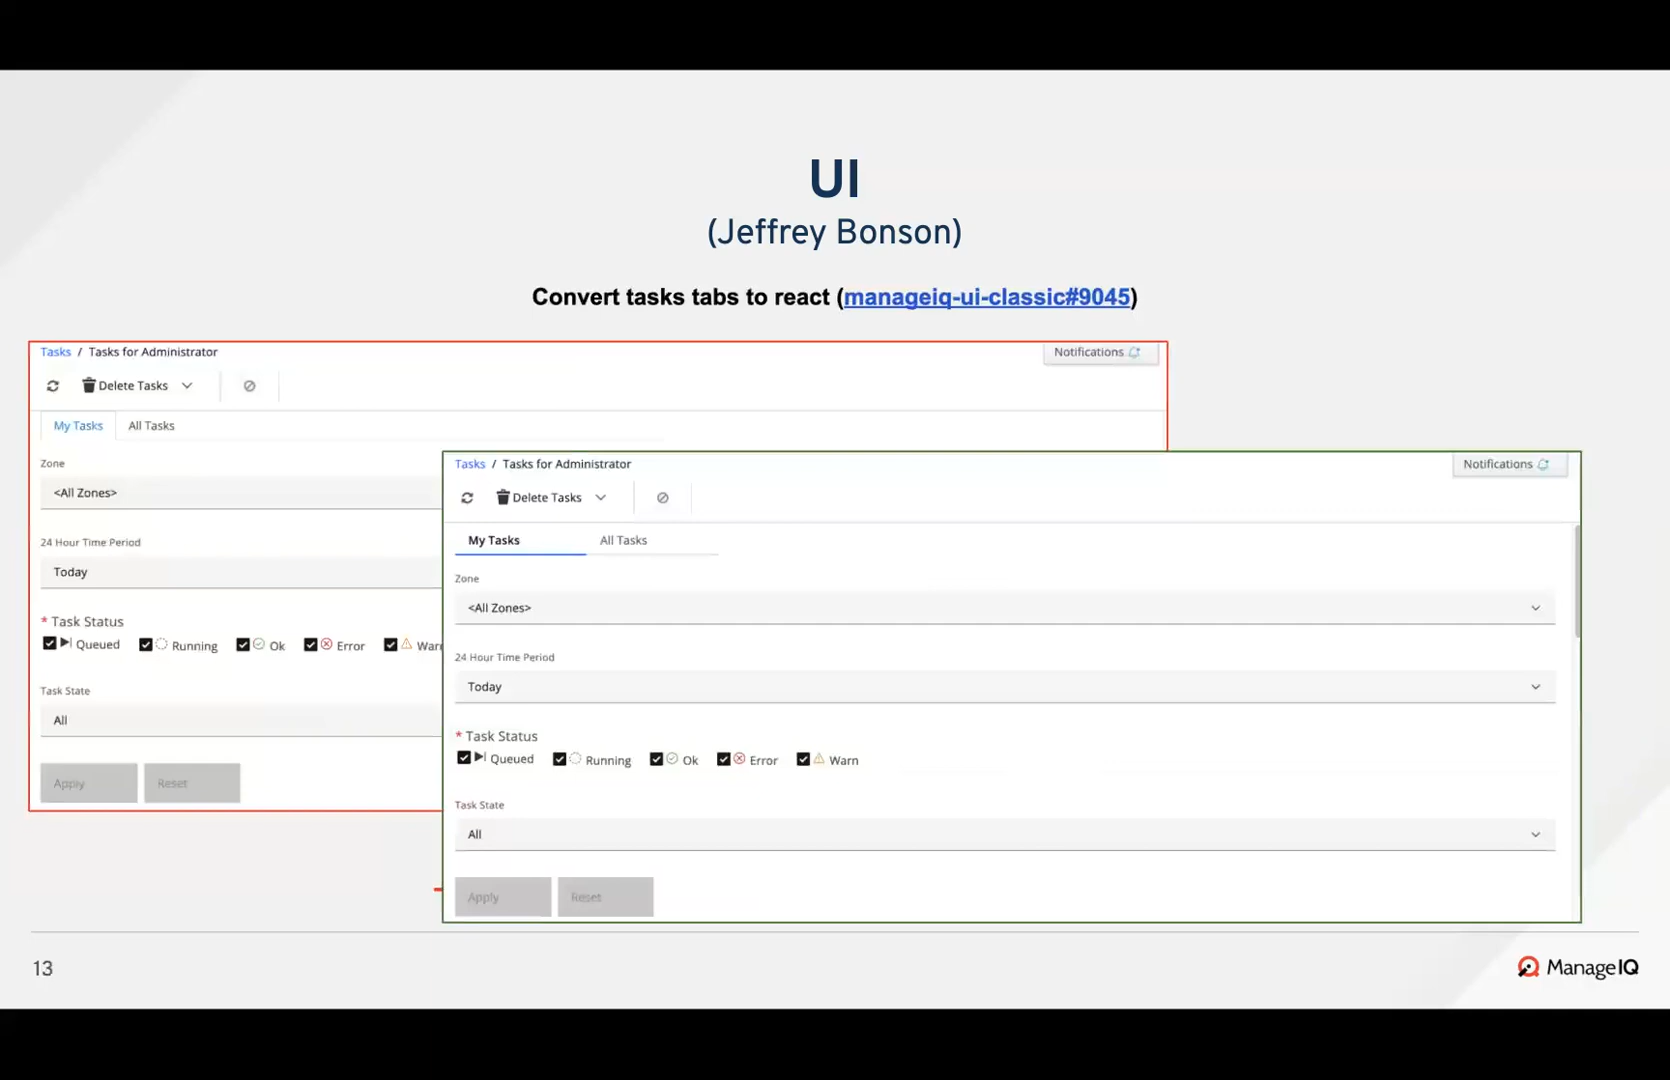 UI
(Jeffrey Bonson)
Convert tasks tabs to react (manageiq-ui-classic#9045)
Tasks / Tasks for Administrator
Notifications
Delete Tasks
My Tasks All Tasks
Zone
<All Zones>
24 Hour Time Period
Today
* Task Status
Queued Running Ok Error Warn
Task State
All
Apply Reset
Tasks / Tasks for Administrator
Notifications
Delete Tasks
My Tasks All Tasks
Zone
<All Zones>
24 Hour Time Period
Today
* Task Status
Queued Running Ok Error Warn
Task State
All
Apply Reset
13
ManageIQ